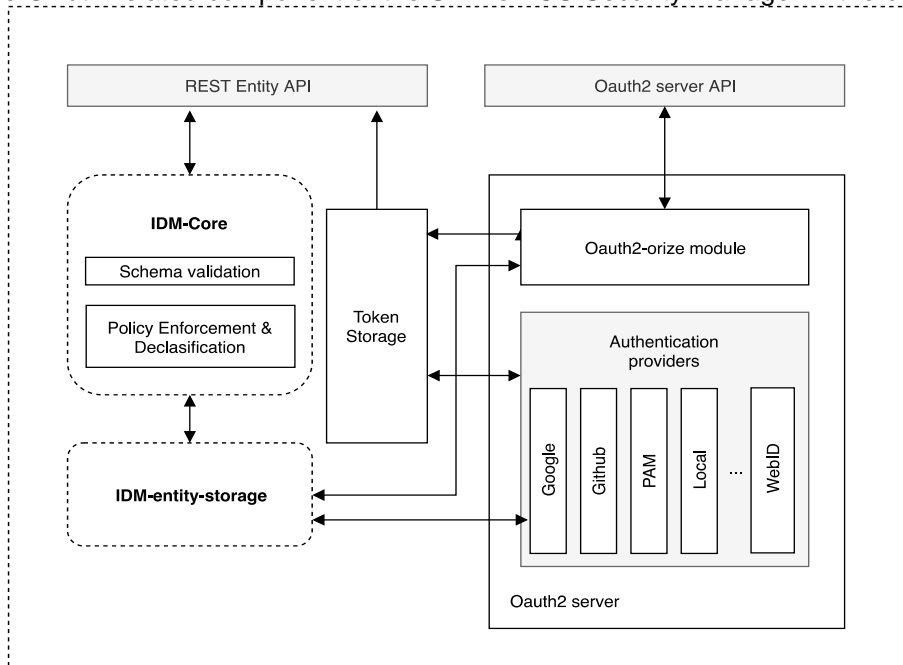 REST Entity API
Oauth2 server API
IDM-Core
Schema validation
Policy Enforcement &
Declasification
Token
Storage
Oauth2-orize module
Authentication
providers
Google
Github
PAM
Local
...
WebID
IDM-entity-storage
Oauth2 server